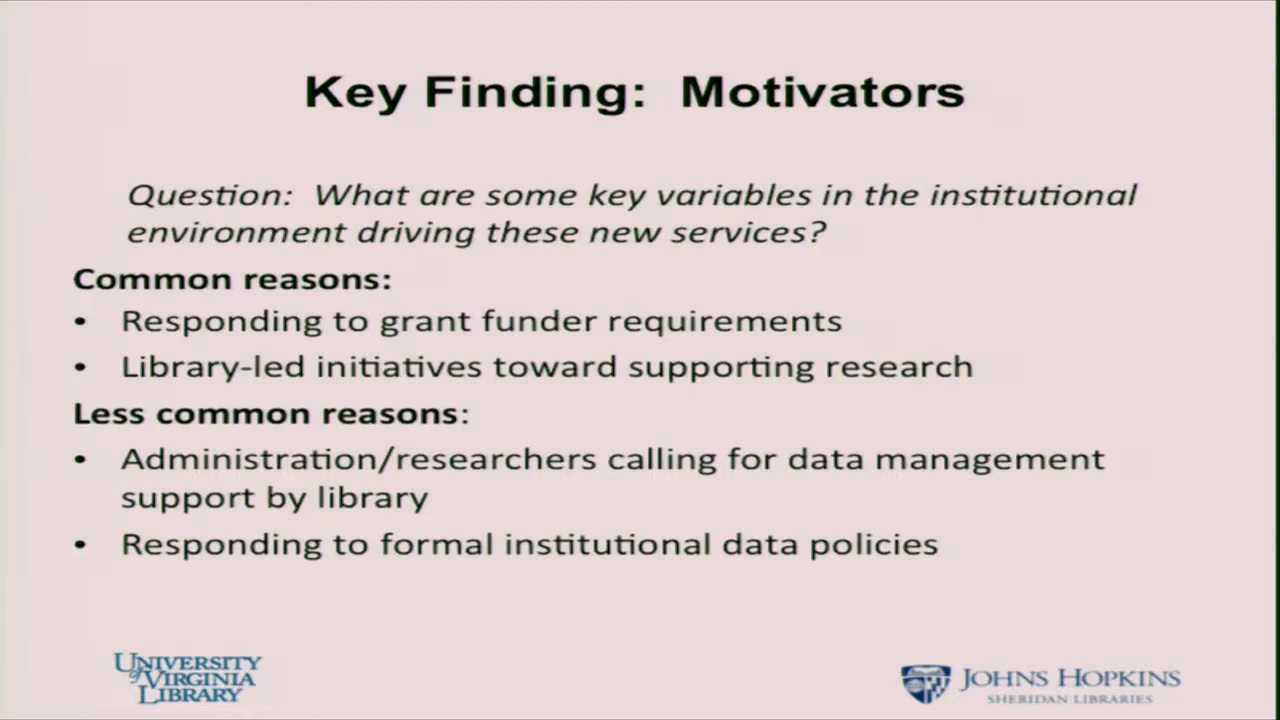 Key Finding: Motivators
Question: What are some key variables in the institutional
environment driving these new services?
Common reasons:
• Responding to grant funder requirements
• Library-led initiatives toward supporting research
Less common reasons:
• Administration/researchers calling for data management
support by library
• Responding to formal institutional data policies
UNIVERSITY
of VIRGINIA
LIBRARY
JOHNS HOPKINS
SHERIDAN LIBRARIES